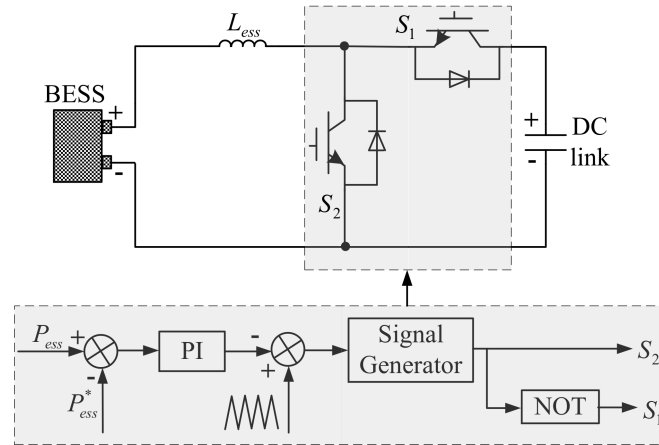 L_ess
S_1
BESS
+
-
+
-
DC
link
S_2
P_ess
+
-
P*_ess
PI
-
+
Signal
Generator
S_2
NOT
S_1